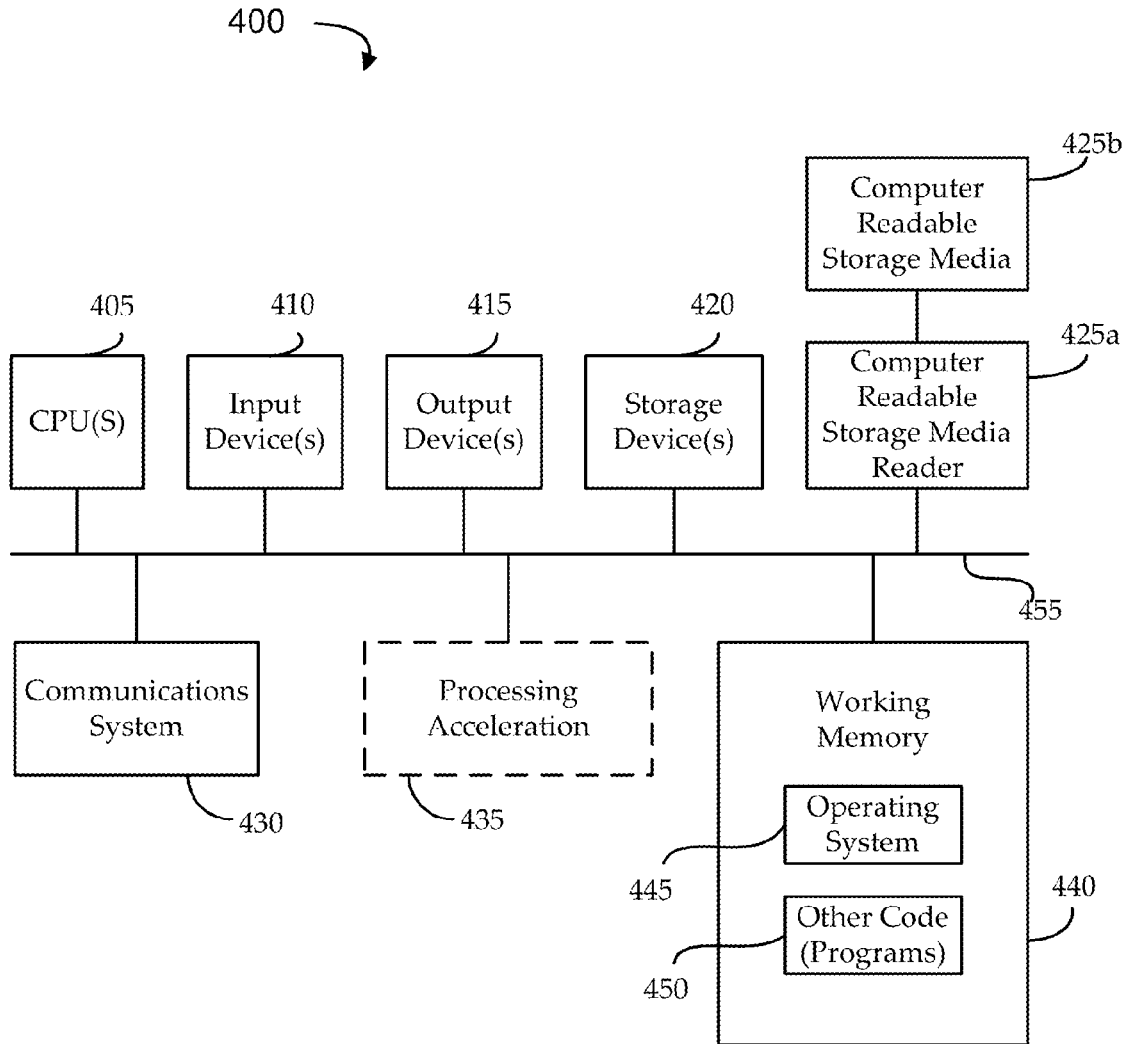 400
425b
Computer
Readable
Storage Media
405
410
415
420
425a
CPU(S)
Input
Device(s)
Output
Device(s)
Storage
Device(s)
Computer
Readable
Storage Media
Reader
455
Communications
System
430
Processing
Acceleration
435
Working
Memory
Operating
System
445
440
Other Code
(Programs)
450